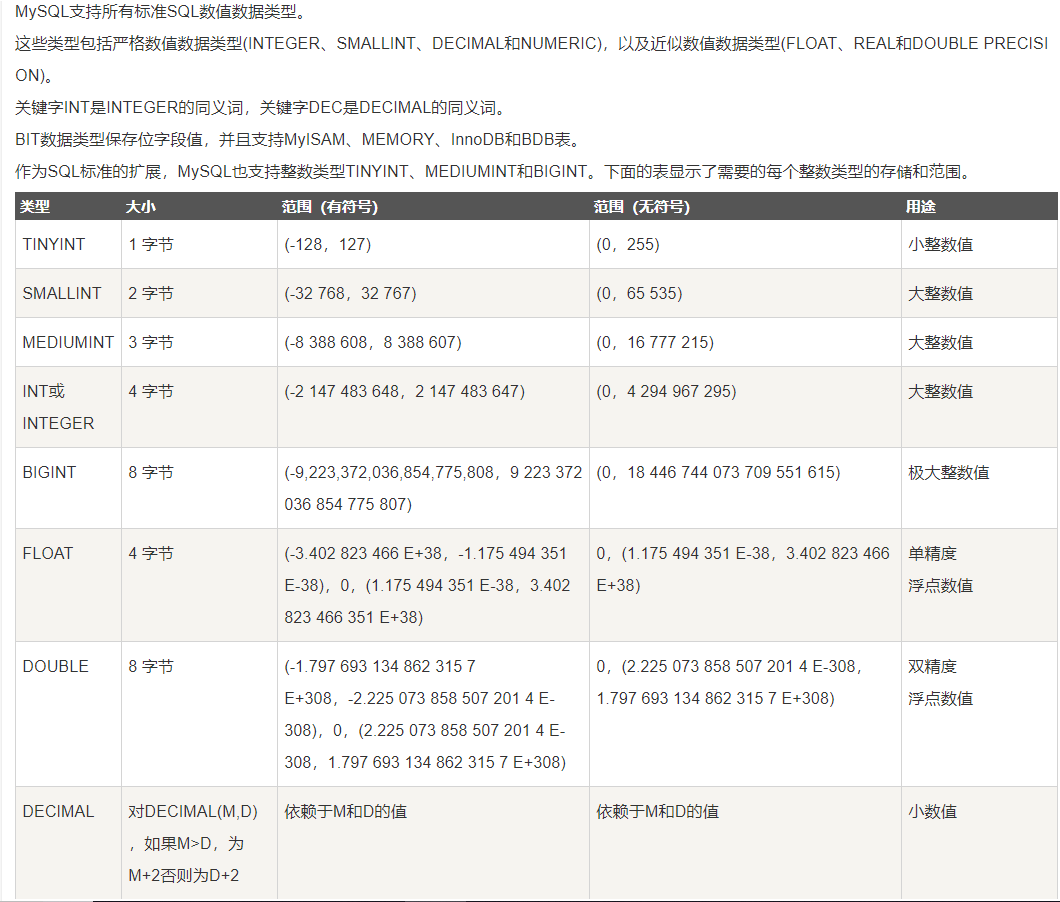 MySQL支持所有标准SQL数值数据类型。
这些类型包括严格数值数据类型(INTEGER、SMALLINT、DECIMAL和NUMERIC)，以及近似数值数据类型(FLOAT、REAL和DOUBLE PRECISI
ON)。
关键字INT是INTEGER的同义词，关键字DEC是DECIMAL的同义词。
BIT数据类型保存位字段值，并且支持MyISAM、MEMORY、InnoDB和BDB表。
作为SQL标准的扩展，MySQL也支持整数类型TINYINT、MEDIUMINT和BIGINT。下面的表显示了需要的每个整数类型的存储和范围。
类型 大小 范围（有符号） 范围（无符号） 用途
TINYINT 1 字节 (-128，127) (0，255) 小整数值
SMALLINT 2 字节 (-32 768，32 767) (0，65 535) 大整数值
MEDIUMINT 3 字节 (-8 388 608，8 388 607) (0，16 777 215) 大整数值
INT或 4 字节 (-2 147 483 648，2 147 483 647) (0，4 294 967 295) 大整数值
INTEGER
BIGINT 8 字节 (-9,223,372,036,854,775,808，9 223 372 (0，18 446 744 073 709 551 615) 极大整数值
036 854 775 807)
FLOAT 4 字节 (-3.402 823 466 E+38，-1.175 494 351 0，(1.175 494 351 E-38，3.402 823 466 单精度
E-38)，0，(1.175 494 351 E-38，3.402 E+38) 浮点数值
823 466 351 E+38)
DOUBLE 8 字节 (-1.797 693 134 862 315 7 0，(2.225 073 858 507 201 4 E-308， 双精度
E+308，-2.225 073 858 507 201 4 E- 1.797 693 134 862 315 7 E+308) 浮点数值
308)，0，(2.225 073 858 507 201 4 E-
308，1.797 693 134 862 315 7 E+308)
DECIMAL 对DECIMAL(M,D) 依赖于M和D的值 依赖于M和D的值 小数值
，如果M>D，为
M+2否则为D+2